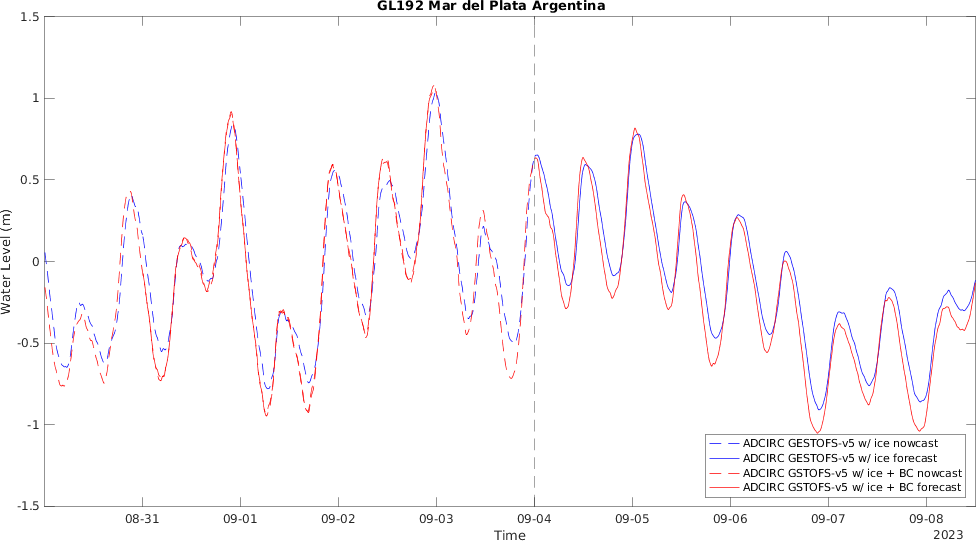 GL192 Mar del Plata Argentina
1.5
1
0.5
0
-0.5
-1
-1.5
Water Level (m)
ADCIRC GESTOFS-v5 w/ ice nowcast
ADCIRC GESTOFS-v5 w/ ice forecast
ADCIRC GSTOFS-v5 w/ ice + BC nowcast
ADCIRC GSTOFS-v5 w/ ice + BC forecast
08-31 09-01 09-02 09-03 09-04 09-05 09-06 09-07 09-08
Time
2023